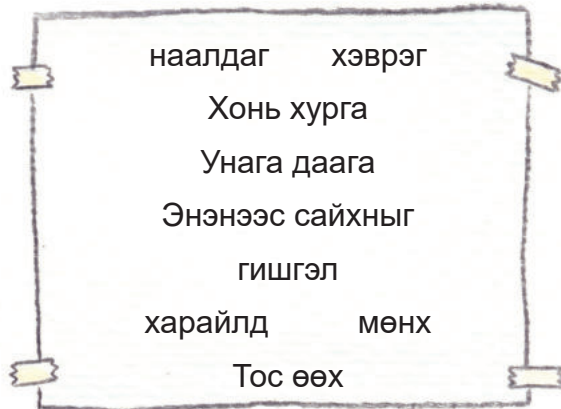 наалдаг хэврэг
Хонь хурга
Унага даага
Энэнээс сайхныг
гишгэл
харайлд мөнх
Тос өөх